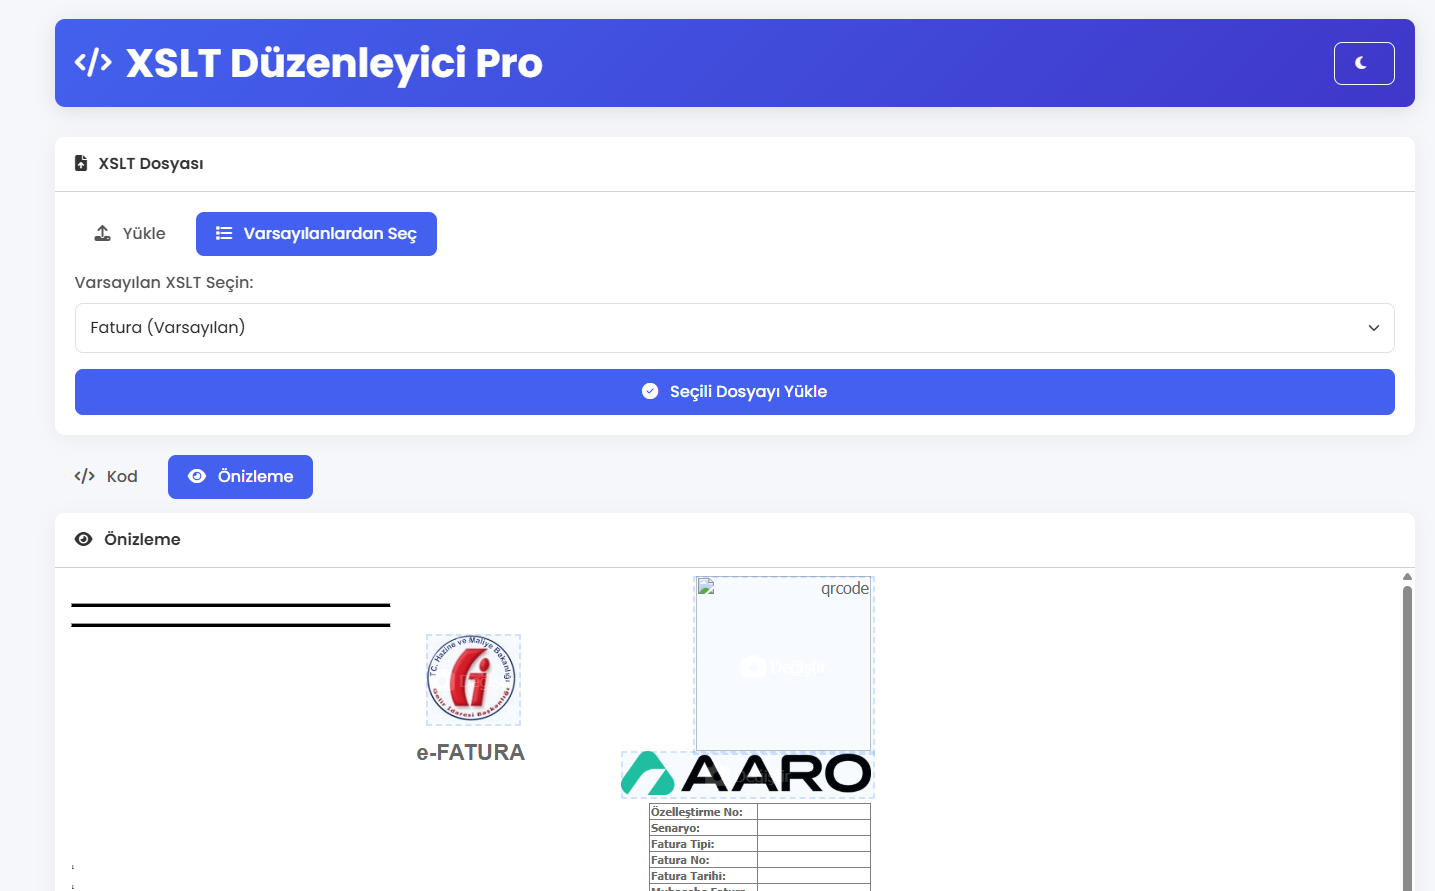 XSLT Düzenleyici Pro
XSLT Dosyası
Yükle
Varsayılanlardan Seç
Varsayılan XSLT Seçin:
Fatura (Varsayılan)
Seçili Dosyayı Yükle
Kod
Önizleme
Önizleme
qrcode
Değiştir
T.C. Hazine ve Maliye Bakanlığı
Gelir İdaresi Başkanlığı
e-FATURA
AARO
Özelleştirme No:
Senaryo:
Fatura Tipi:
Fatura No:
Fatura Tarihi: